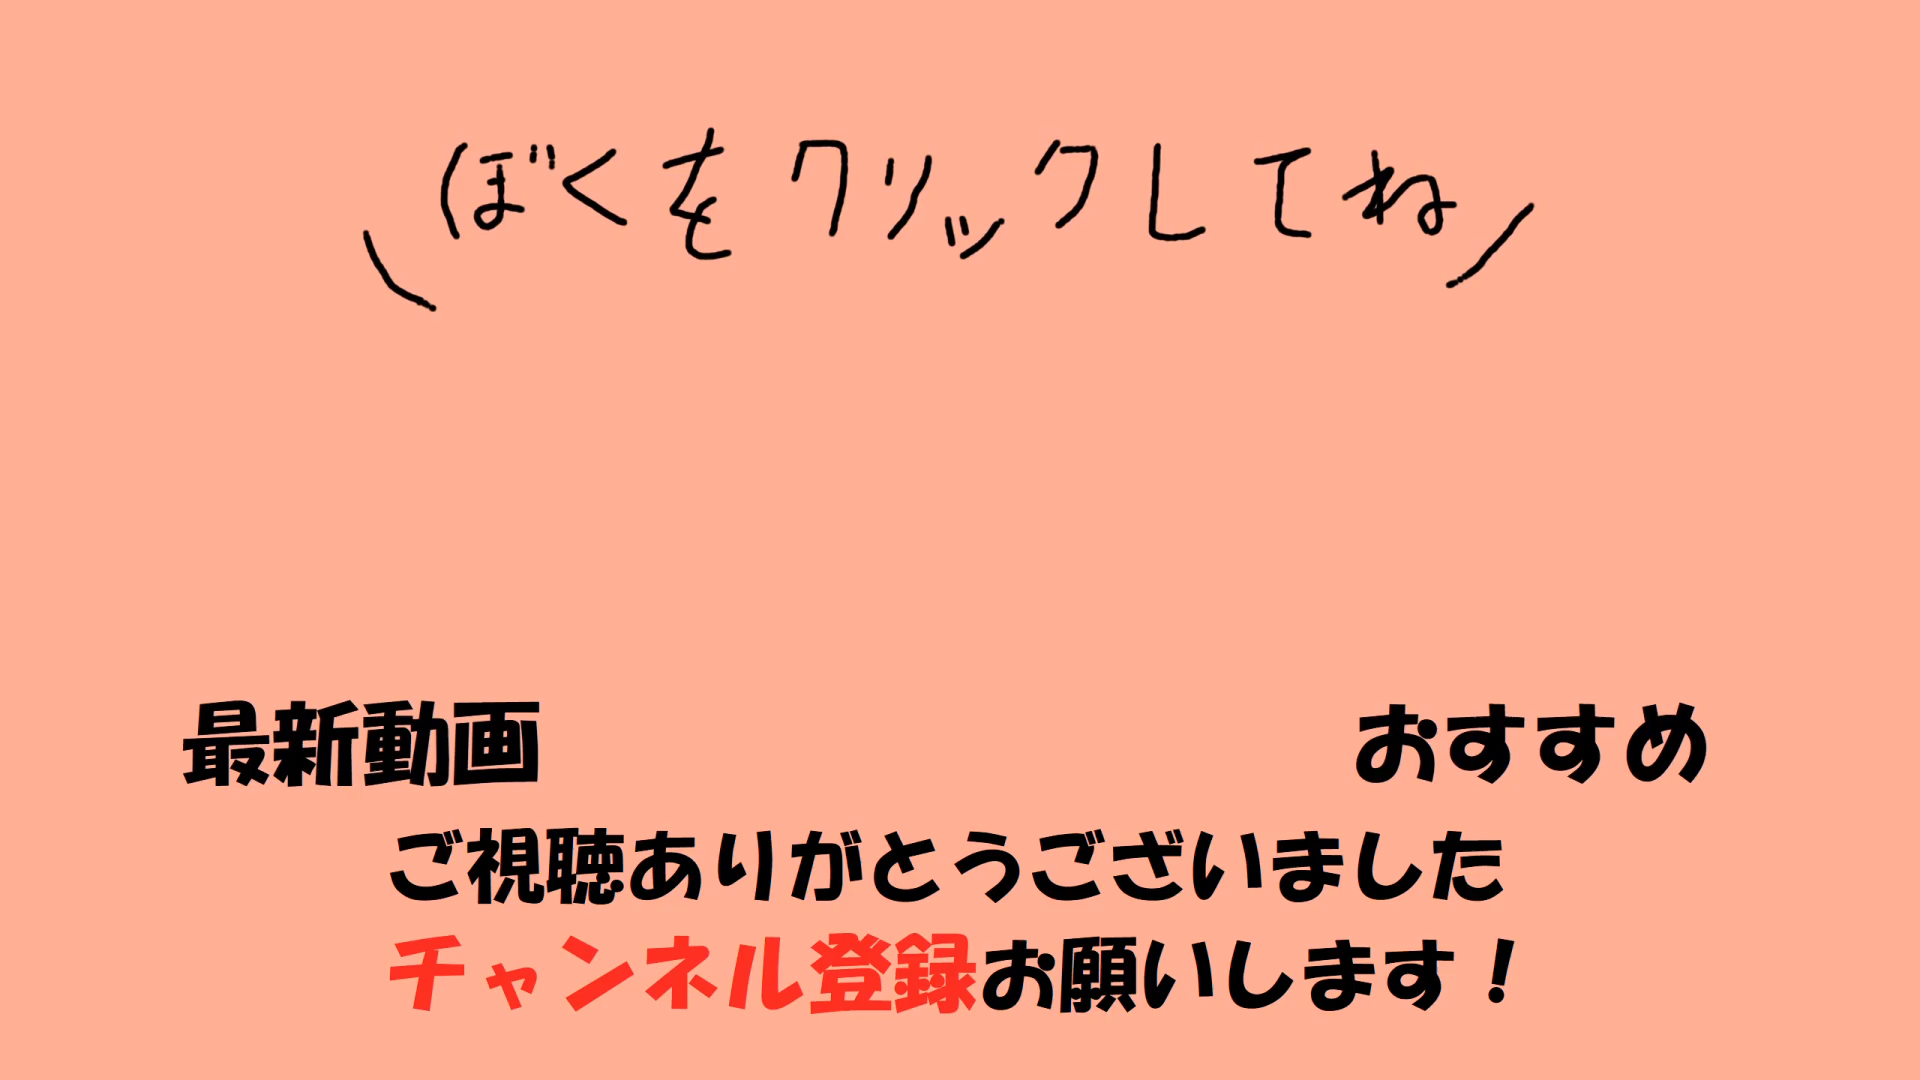 ぼくをクリックしてね
最新動画
おすすめ
ご視聴ありがとうございました
チャンネル登録お願いします！